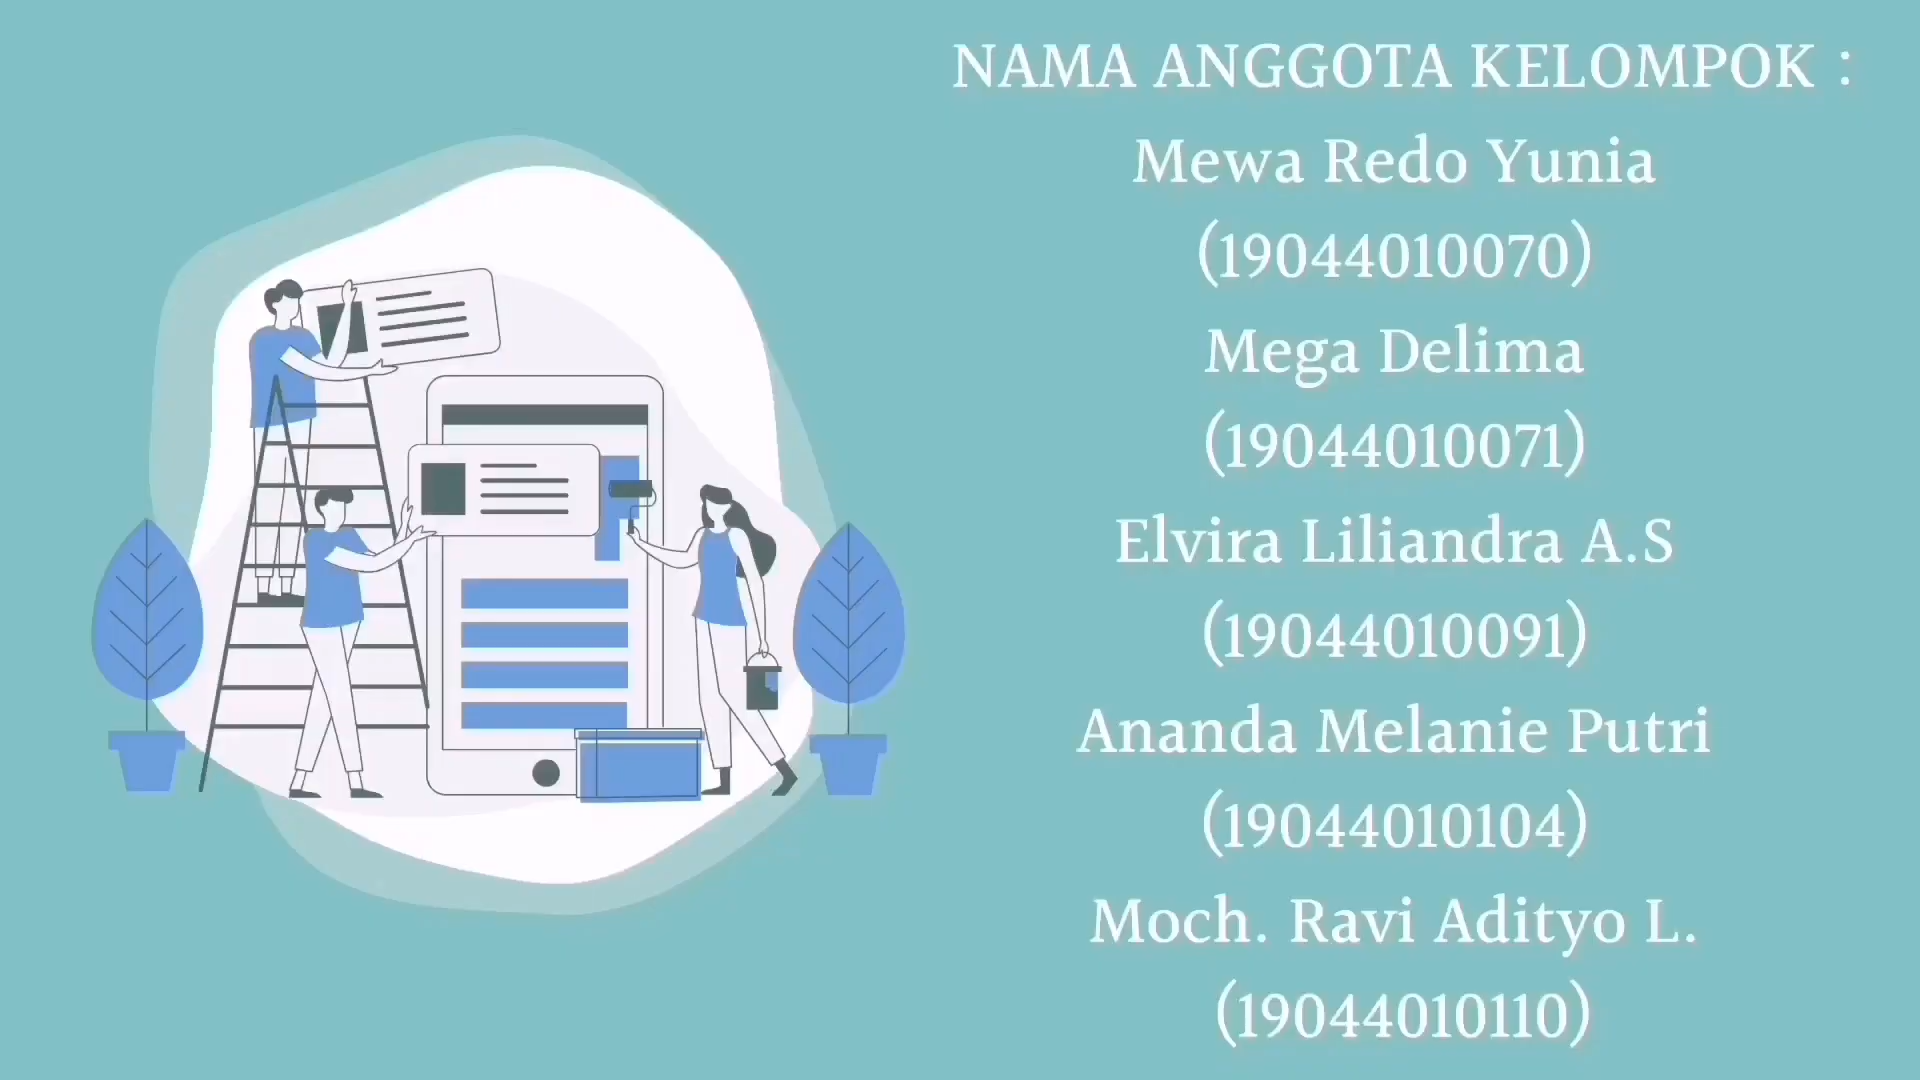 NAMA ANGGOTA KELOMPOK :
Mewa Redo Yunia
(19044010070)
Mega Delima
(19044010071)
Elvira Liliandra A.S
(19044010091)
Ananda Melanie Putri
(19044010104)
Moch. Ravi Adityo L.
(19044010110)